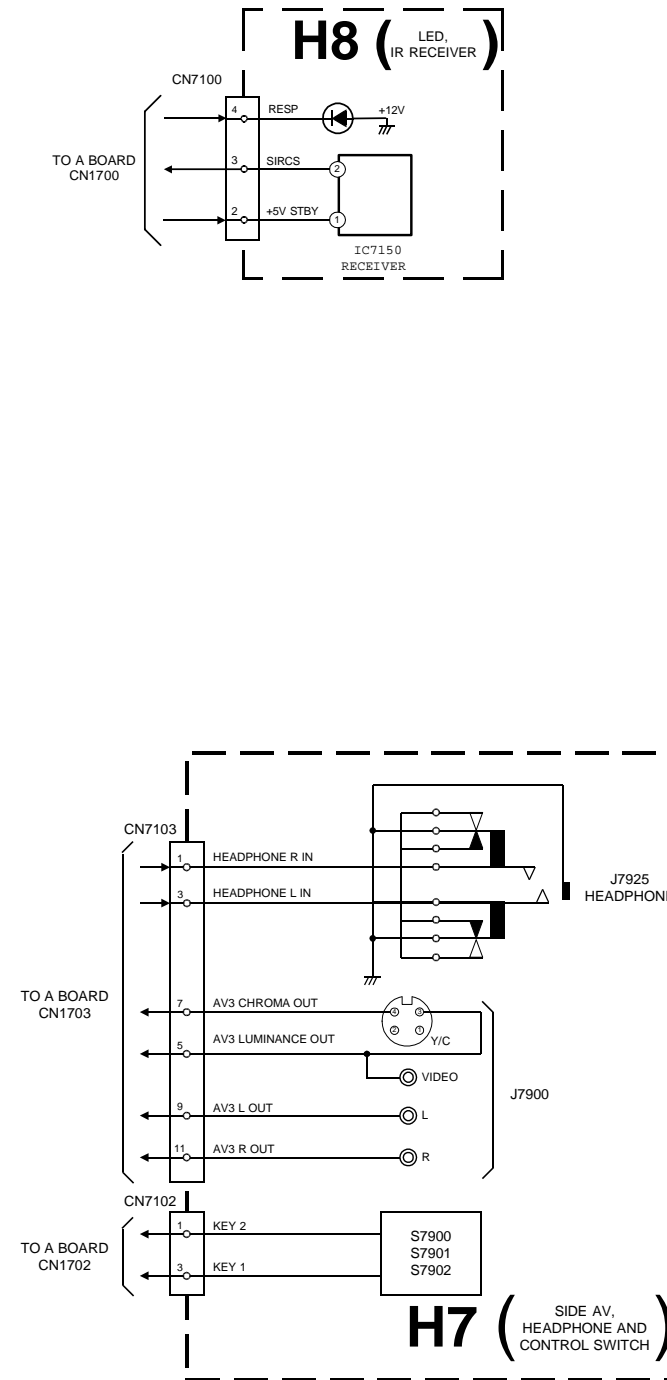 H8 ( LED,
IR RECEIVER )
CN7100
4 RESP +12V
TO A BOARD
CN1700
3 SIRCS 2
2 +5V STBY 1
IC7150
RECEIVER
CN7103
1 HEADPHONE R IN
3 HEADPHONE L IN
J7925
HEADPHONE
TO A BOARD
CN1703
7 AV3 CHROMA OUT
4 3
2 1
Y/C
5 AV3 LUMINANCE OUT
VIDEO
J7900
9 AV3 L OUT L
11 AV3 R OUT R
CN7102
TO A BOARD
CN1702
1 KEY 2
3 KEY 1
S7900
S7901
S7902
H7 ( SIDE AV,
HEADPHONE AND
CONTROL SWITCH )